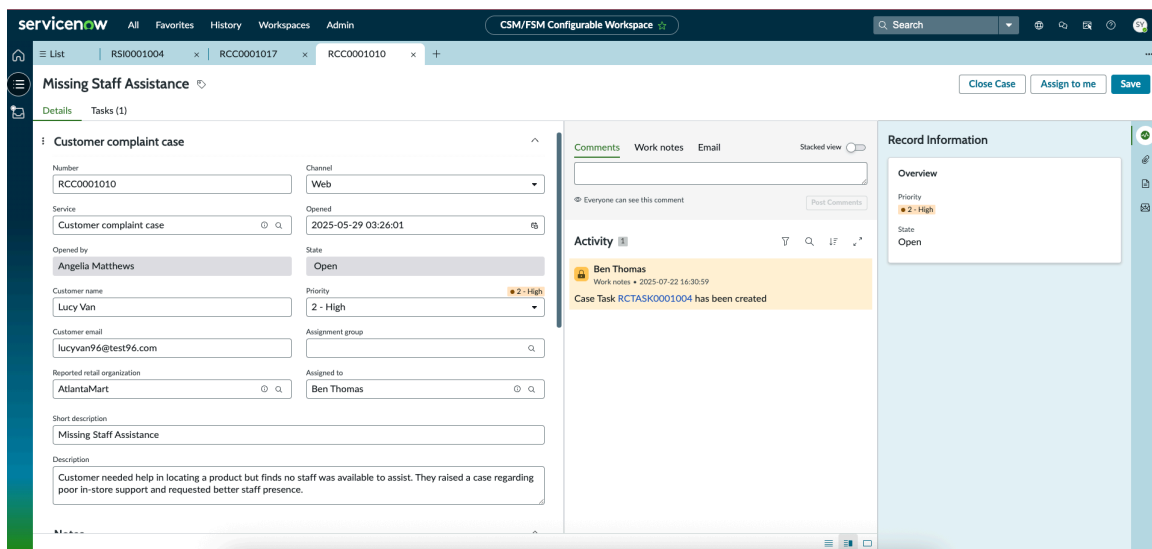 servicenow All Favorites History Workspaces Admin CSM/FSM Configurable Workspace Search SY
List RSI0001004 RCC0001017 RCC0001010
Missing Staff Assistance Close Case Assign to me Save
Details Tasks (1)
Customer complaint case
Number
RCC0001010
Channel
Web
Service
Customer complaint case
Opened
2025-05-29 03:26:01
Opened by
Angelia Matthews
State
Open
Customer name
Lucy Van
Priority 2 - High
2 - High
Customer email
lucyvan96@test96.com
Assignment group
Reported retail organization
AtlantaMart
Assigned to
Ben Thomas
Short description
Missing Staff Assistance
Description
Customer needed help in locating a product but finds no staff was available to assist. They raised a case regarding
poor in-store support and requested better staff presence.
Comments Work notes Email Stacked view
Everyone can see this comment Post Comments
Activity 1
Ben Thomas
Work notes • 2025-07-22 16:30:59
Case Task RCTASK0001004 has been created
Record Information
Overview
Priority
2 - High
State
Open